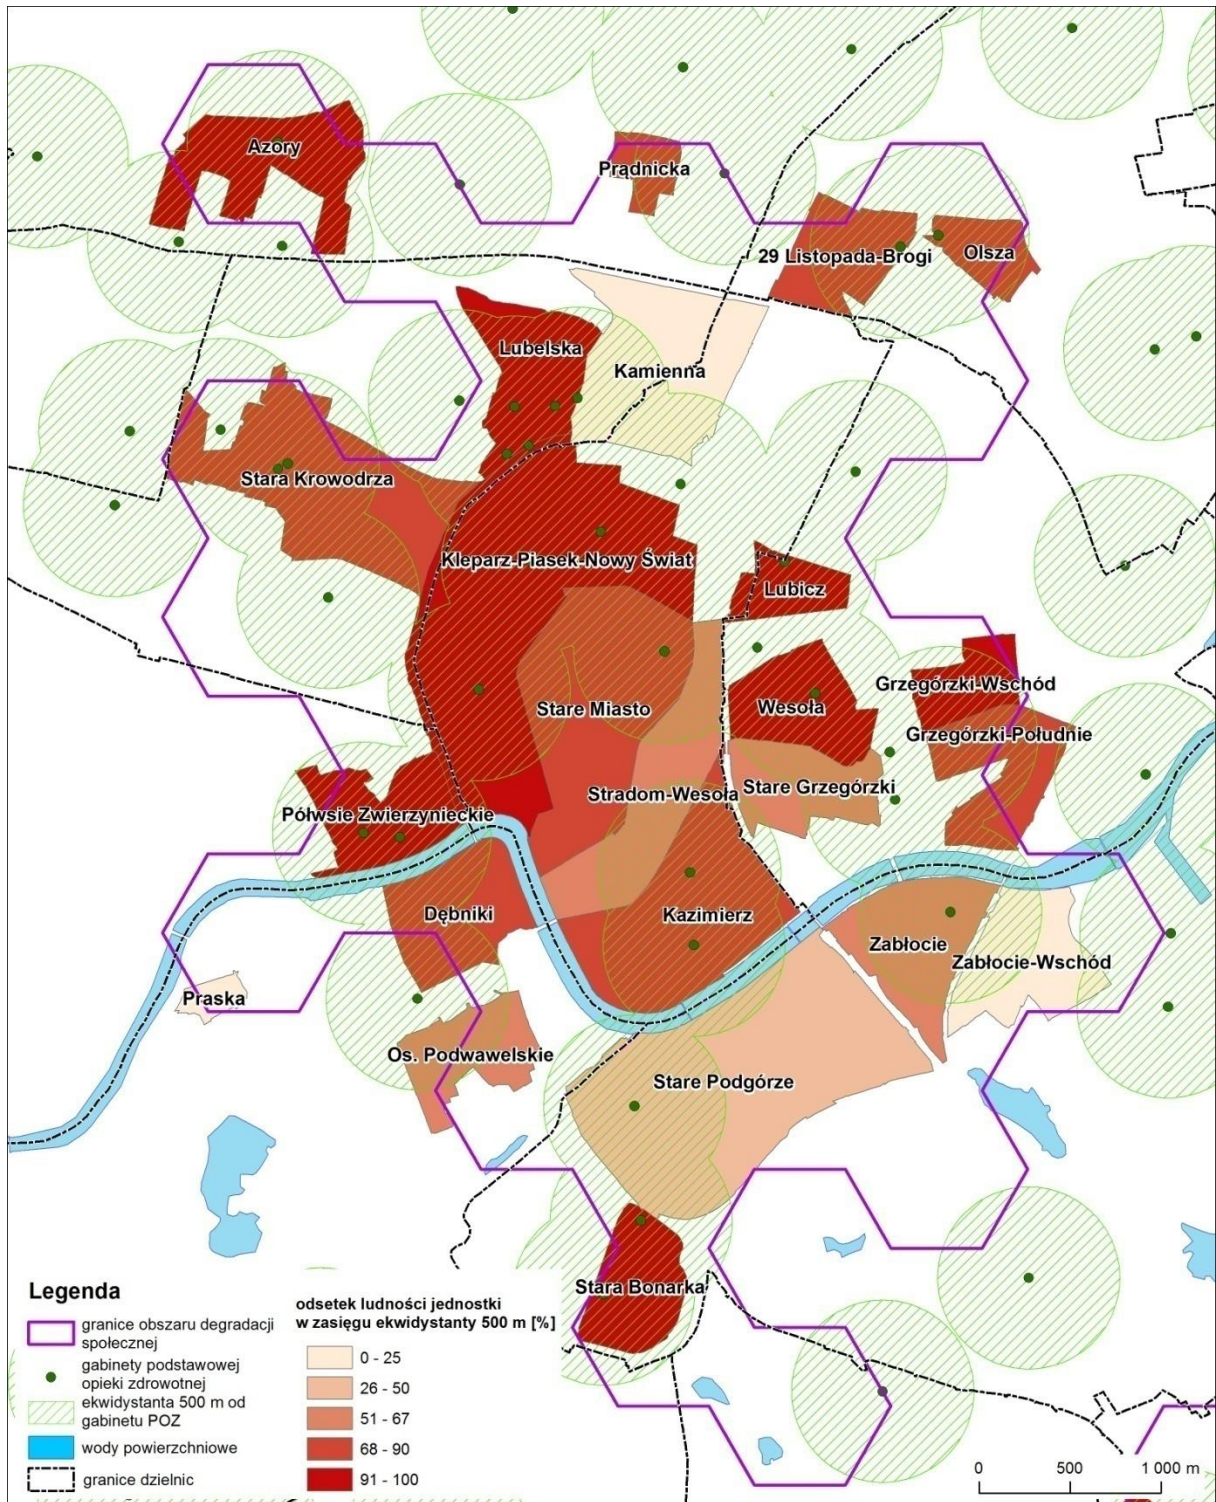 Azory
Prądnicka
29 Listopada-Brogi
Olsza
Lubelska
Kamienna
Stara Krowodrza
Kleparz-Piasek-Nowy Świat
Lubicz
Grzegórzki-Wschód
Stare Miasto
Wesoła
Grzegórzki-Południe
Stradom-Wesoła
Stare Grzegórzki
Półwsie Zwierzynieckie
Dębniki
Kazimierz
Zabłocie
Zabłocie-Wschód
Praska
Os. Podwawelskie
Stare Podgórze
Stara Bonarka
Legenda
granice obszaru degradacji
społecznej
gabinety podstawowej
opieki zdrowotnej
ekwidystanta 500 m od
gabinetu POZ
wody powierzchniowe
granice dzielnic
odsetek ludności jednostki
w zasięgu ekwidystanty 500 m [%]
0 - 25
26 - 50
51 - 67
68 - 90
91 - 100
0 500 1 000 m